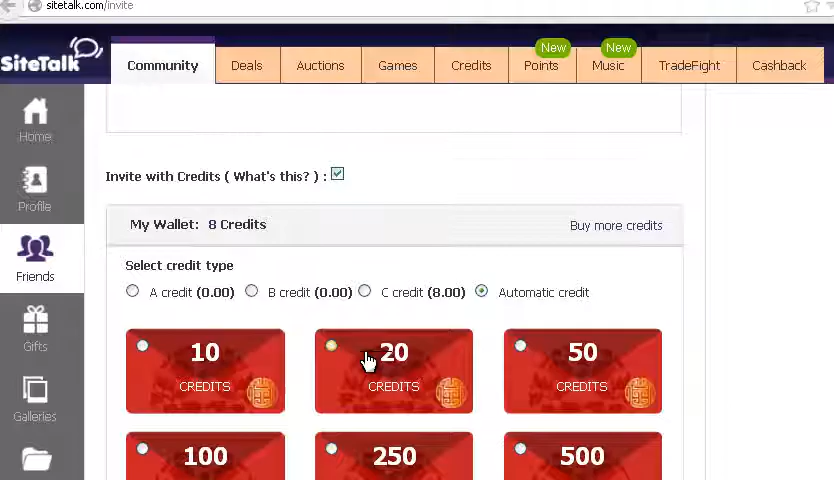 sitetalk.com/invite
SiteTalk
Community
Deals
Auctions
Games
Credits
New
Points
New
Music
TradeFight
Cashback
Home
Profile
Friends
Gifts
Galleries
Invite with Credits ( What's this? ) :
My Wallet: 8 Credits
Buy more credits
Select credit type
A credit (0.00) B credit (0.00) C credit (8.00) Automatic credit
10
CREDITS
20
CREDITS
50
CREDITS
100
250
500